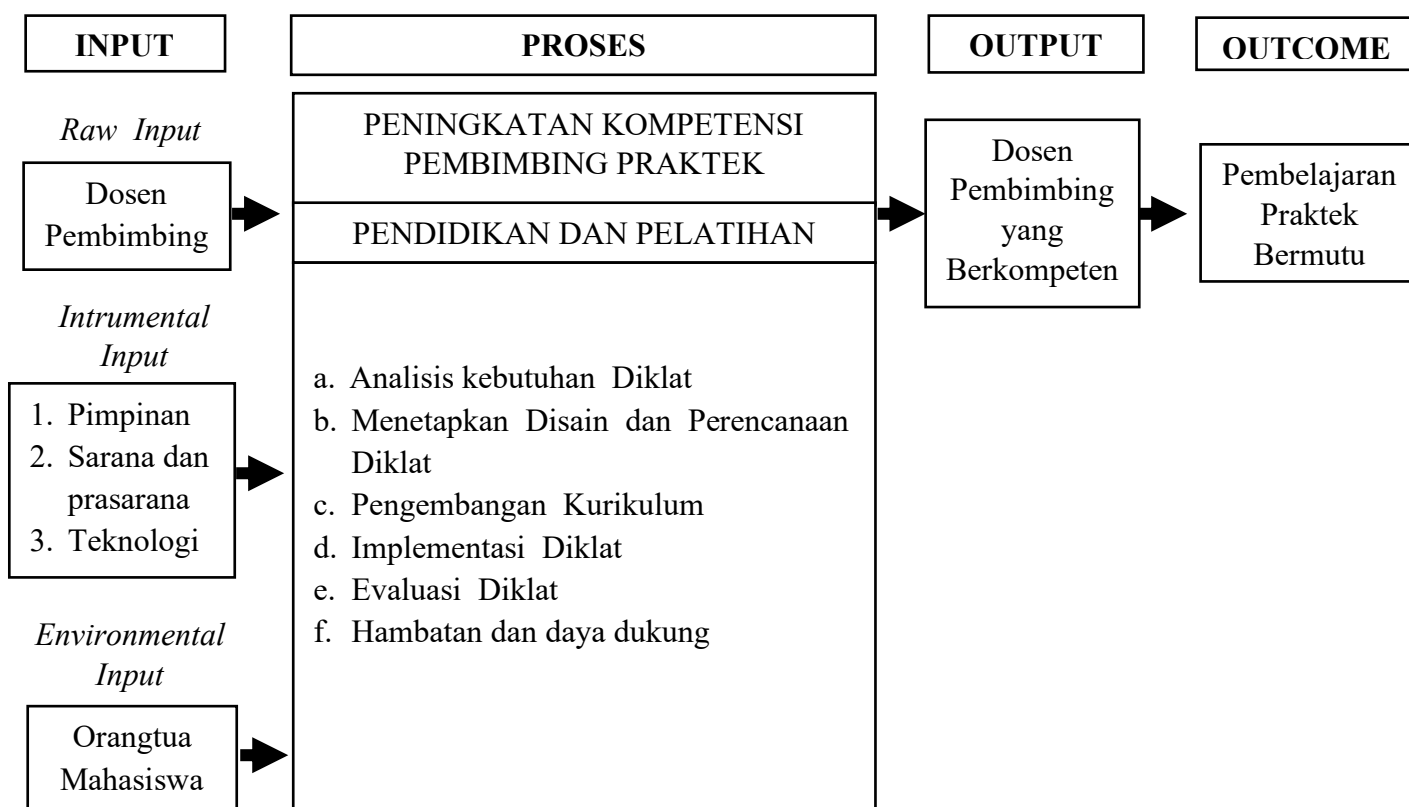 INPUT
PROSES
OUTPUT
OUTCOME
Raw Input
Dosen
Pembimbing
Intrumental
Input
1. Pimpinan
2. Sarana dan
prasarana
3. Teknologi
Environmental
Input
Orangtua
Mahasiswa
PENINGKATAN KOMPETENSI
PEMBIMBING PRAKTEK
PENDIDIKAN DAN PELATIHAN
a. Analisis kebutuhan Diklat
b. Menetapkan Disain dan Perencanaan
Diklat
c. Pengembangan Kurikulum
d. Implementasi Diklat
e. Evaluasi Diklat
f. Hambatan dan daya dukung
Dosen
Pembimbing
yang
Berkompeten
Pembelajaran
Praktek
Bermutu